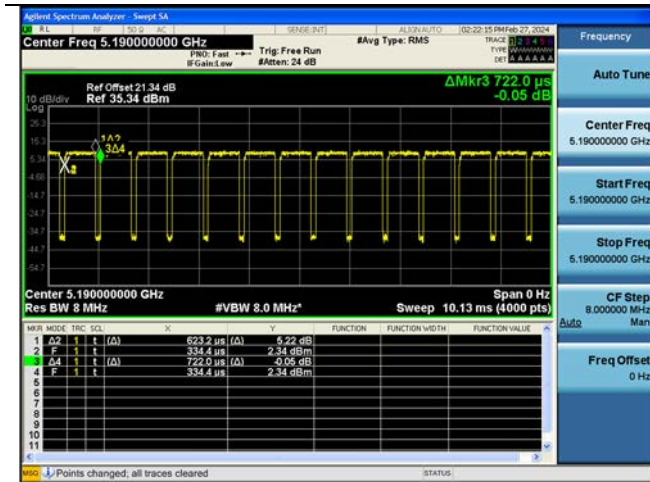 Agilent Spectrum Analyzer - Swept SA
RL RF 50 Ω AC SENSE:INT ALIGNAUTO 02:22:15 PM Feb 27, 2024
Center Freq 5.190000000 GHz
PNO: Fast
IFGain:Low
Trig: Free Run
#Atten: 24 dB
#Avg Type: RMS
TRACE 1 2 3 4 5 6
TYPE
DET A A A A A A
Ref Offset 21.34 dB
10 dB/div Ref 35.34 dBm
Log
ΔMkr3 722.0 µs
-0.05 dB
25.3
15.3
5.34
-4.66
-14.7
-24.7
-34.7
-44.7
-54.7
1Δ2
3Δ4
Center 5.190000000 GHz Span 0 Hz
Res BW 8 MHz #VBW 8.0 MHz* Sweep 10.13 ms (4000 pts)
MKR MODE TRC SCL X Y FUNCTION FUNCTION WIDTH FUNCTION VALUE
1 Δ2 1 t (Δ) 623.2 µs (Δ) 5.22 dB
2 F 1 t 334.4 µs 2.34 dBm
3 Δ4 1 t (Δ) 722.0 µs (Δ) -0.05 dB
4 F 1 t 334.4 µs 2.34 dBm
5
6
7
8
9
10
11
MSG Points changed; all traces cleared STATUS
Frequency
Auto Tune
Center Freq
5.190000000 GHz
Start Freq
5.190000000 GHz
Stop Freq
5.190000000 GHz
CF Step
8.000000 MHz
Auto Man
Freq Offset
0 Hz